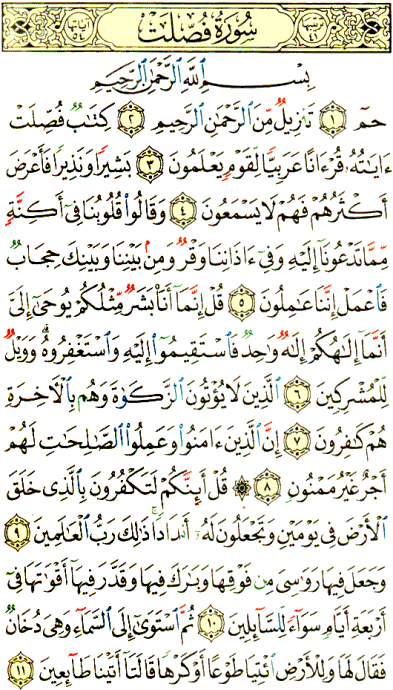 ترتيبها ٤١ سُورَةُ فُصِّلَتْ آياتها ٥٤
بِسْمِ ٱللَّهِ ٱلرَّحْمَٰنِ ٱلرَّحِيمِ
حمٓ ١ تَنزِيلٌ مِّنَ ٱلرَّحْمَٰنِ ٱلرَّحِيمِ ٢ كِتَٰبٌ فُصِّلَتْ
ءَايَٰتُهُۥ قُرْءَانًا عَرَبِيًّا لِّقَوْمٍ يَعْلَمُونَ ٣ بَشِيرًا وَنَذِيرًا فَأَعْرَضَ
أَكْثَرُهُمْ فَهُمْ لَا يَسْمَعُونَ ٤ وَقَالُوا۟ قُلُوبُنَا فِىٓ أَكِنَّةٍ
مِّمَّا تَدْعُونَآ إِلَيْهِ وَفِىٓ ءَاذَانِنَا وَقْرٌ وَمِنۢ بَيْنِنَا وَبَيْنِكَ حِجَابٌ
فَٱعْمَلْ إِنَّنَا عَٰمِلُونَ ٥ قُلْ إِنَّمَآ أَنَا۠ بَشَرٌ مِّثْلُكُمْ يُوحَىٰٓ إِلَىَّ
أَنَّمَآ إِلَٰهُكُمْ إِلَٰهٌ وَٰحِدٌ فَٱسْتَقِيمُوٓا۟ إِلَيْهِ وَٱسْتَغْفِرُوهُ ۗ وَوَيْلٌ
لِّلْمُشْرِكِينَ ٦ ٱلَّذِينَ لَا يُؤْتُونَ ٱلزَّكَوٰةَ وَهُم بِٱلْءَاخِرَةِ
هُمْ كَٰفِرُونَ ٧ إِنَّ ٱلَّذِينَ ءَامَنُوا۟ وَعَمِلُوا۟ ٱلصَّٰلِحَٰتِ لَهُمْ
أَجْرٌ غَيْرُ مَمْنُونٍ ٨ ۞ قُلْ أَئِنَّكُمْ لَتَكْفُرُونَ بِٱلَّذِى خَلَقَ
ٱلْأَرْضَ فِى يَوْمَيْنِ وَتَجْعَلُونَ لَهُۥٓ أَندَادًا ۚ ذَٰلِكَ رَبُّ ٱلْعَٰلَمِينَ ٩
وَجَعَلَ فِيهَا رَوَٰسِىَ مِن فَوْقِهَا وَبَٰرَكَ فِيهَا وَقَدَّرَ فِيهَآ أَقْوَٰتَهَا فِىٓ
أَرْبَعَةِ أَيَّامٍ سَوَآءً لِّلسَّآئِلِينَ ١٠ ثُمَّ ٱسْتَوَىٰٓ إِلَى ٱلسَّمَآءِ وَهِىَ دُخَانٌ
فَقَالَ لَهَا وَلِلْأَرْضِ ٱئْتِيَا طَوْعًا أَوْ كَرْهًا قَالَتَآ أَتَيْنَا طَآئِعِينَ ١١